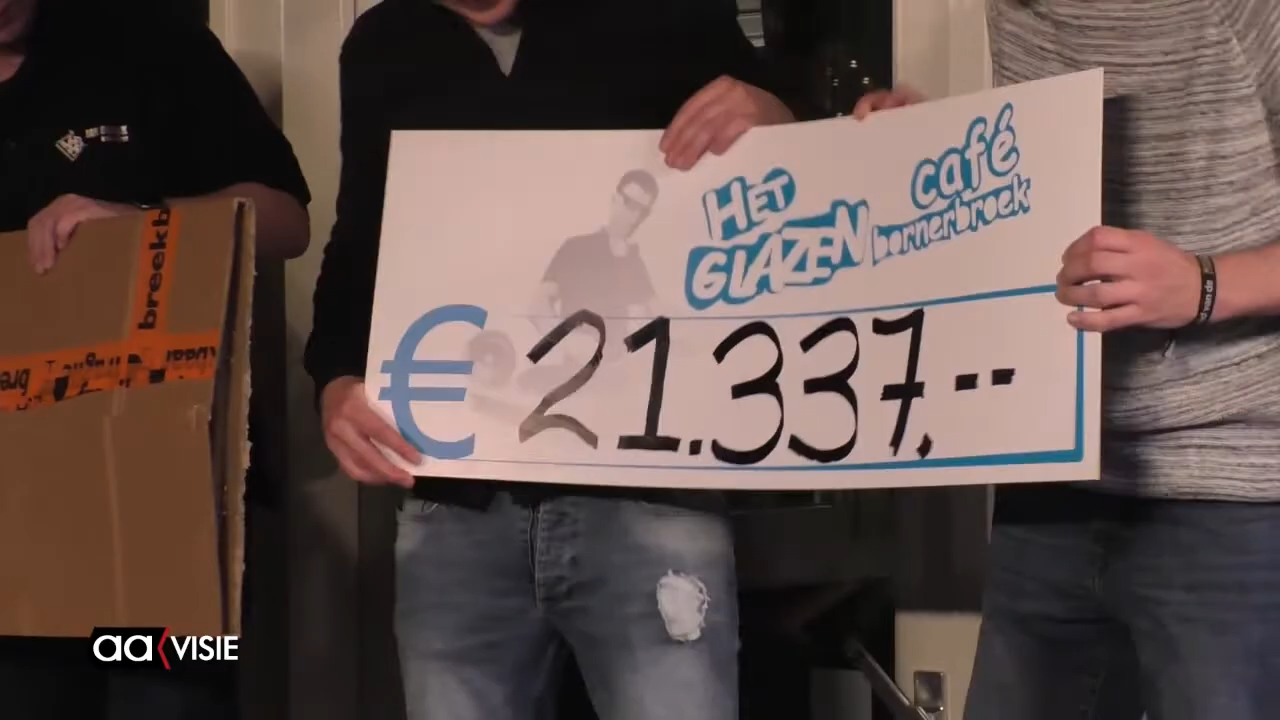 HET
GLAZEN
café
bornerbroek
€ 21.337,--
breekb
aa VISIE